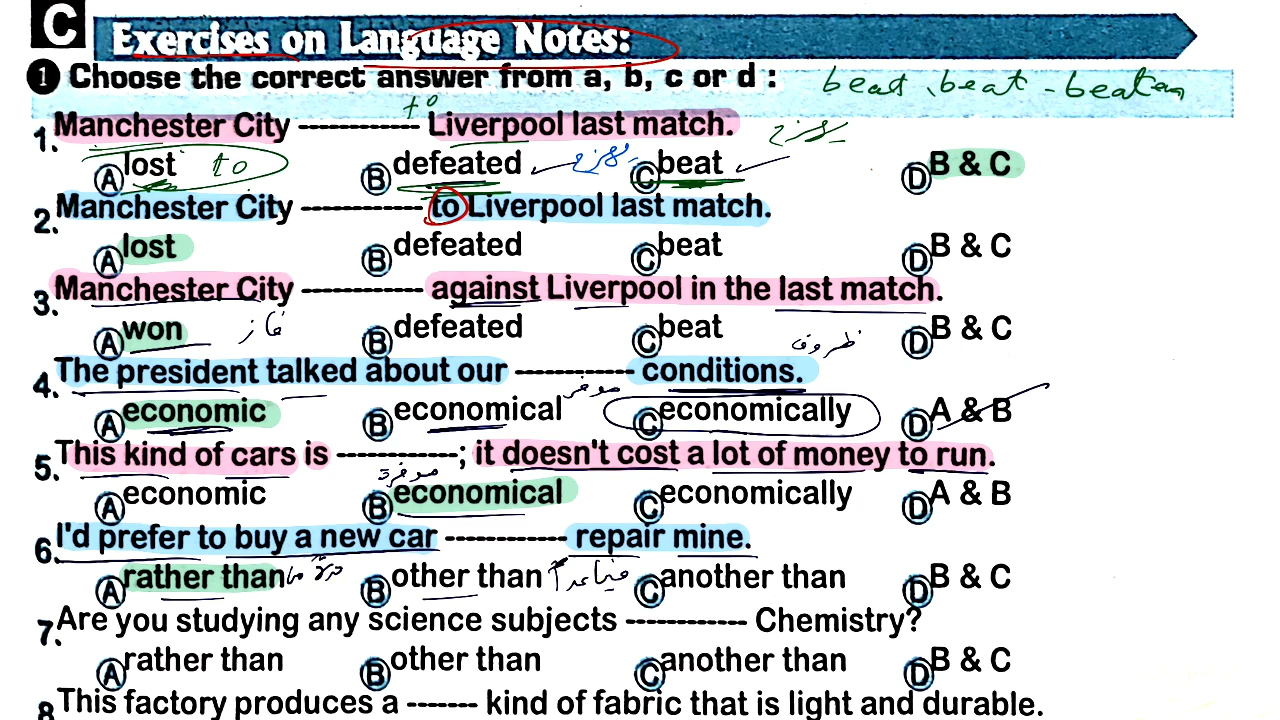 C Exercises on Language Notes:
1 Choose the correct answer from a, b, c or d : beat beat - beaten
to
1. Manchester City ------------ Liverpool last match.
A lost to B defeated C beat D B & C
2. Manchester City ------------ to Liverpool last match.
A lost B defeated C beat D B & C
3. Manchester City ------------ against Liverpool in the last match.
A won فاز B defeated C beat D B & C
ظروف
4. The president talked about our ------------ conditions.
موفر
A economic B economical C economically D A & B
5. This kind of cars is ------------; it doesn't cost a lot of money to run.
موفرة
A economic B economical C economically D A & B
6. I'd prefer to buy a new car ------------ repair mine.
A rather than B other than C another than D B & C
7. Are you studying any science subjects ------------ Chemistry?
A rather than B other than C another than D B & C
8 This factory produces a ------- kind of fabric that is light and durable.